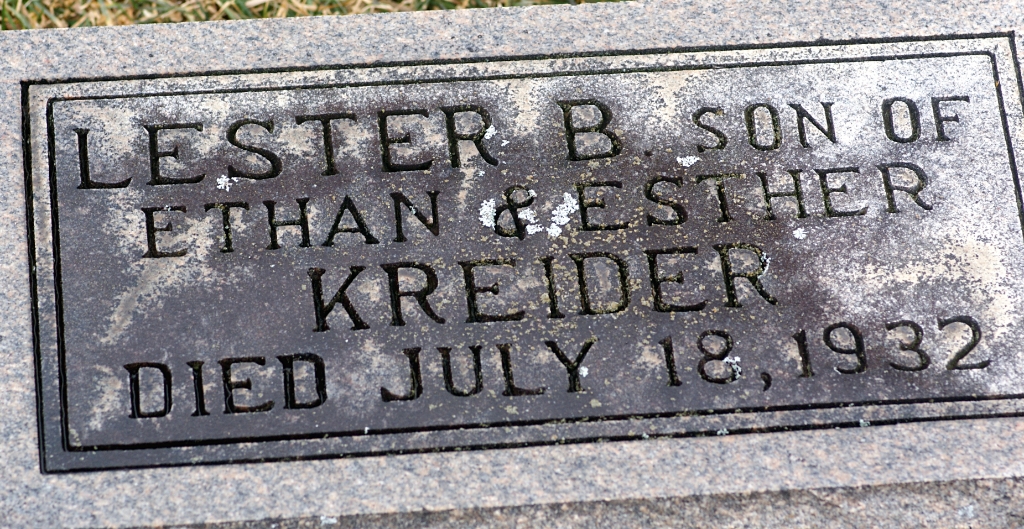 LESTER B. SON OF
ETHAN & ESTHER
KREIDER
DIED JULY 18, 1932